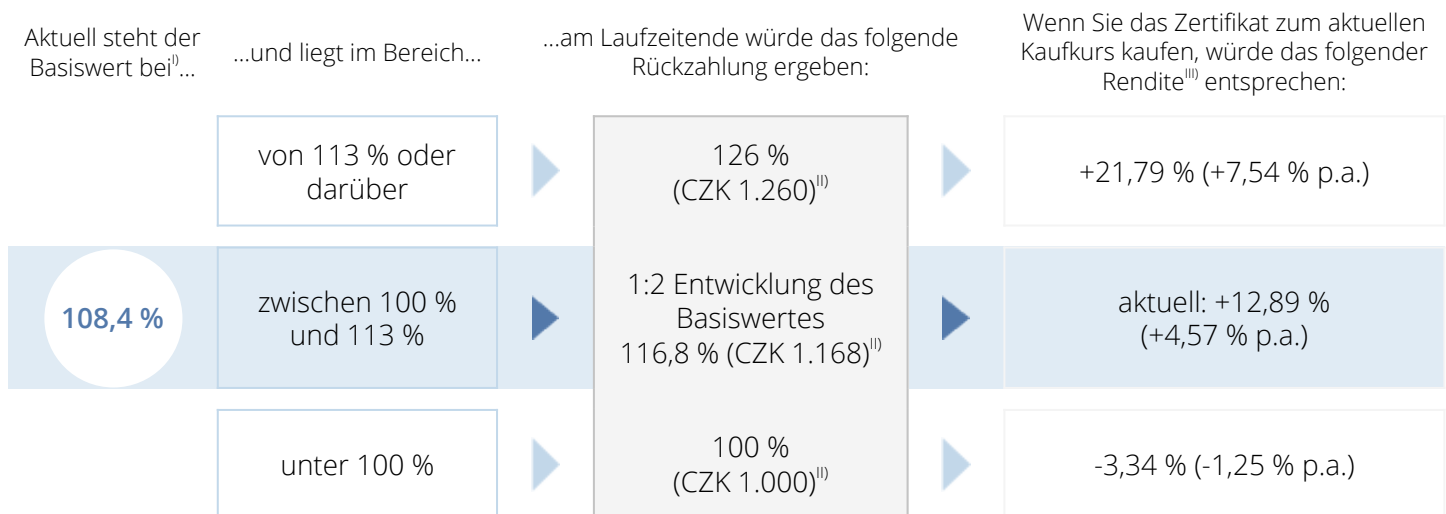 Aktuell steht der
Basiswert bei I)...
...und liegt im Bereich...
...am Laufzeitende würde das folgende
Rückzahlung ergeben:
Wenn Sie das Zertifikat zum aktuellen
Kaufkurs kaufen, würde das folgender
Rendite III) entsprechen:
von 113 % oder
darüber
126 %
(CZK 1.260) II)
+21,79 % (+7,54 % p.a.)
108,4 %
zwischen 100 %
und 113 %
1:2 Entwicklung des
Basiswertes
116,8 % (CZK 1.168) II)
aktuell: +12,89 %
(+4,57 % p.a.)
unter 100 %
100 %
(CZK 1.000) II)
-3,34 % (-1,25 % p.a.)